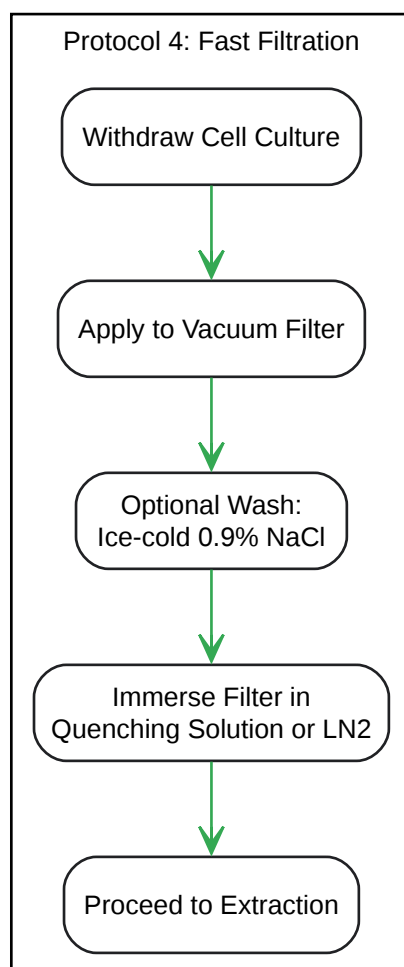 Protocol 4: Fast Filtration
Withdraw Cell Culture
Apply to Vacuum Filter
Optional Wash:
Ice-cold 0.9% NaCl
Immerse Filter in
Quenching Solution or LN2
Proceed to Extraction